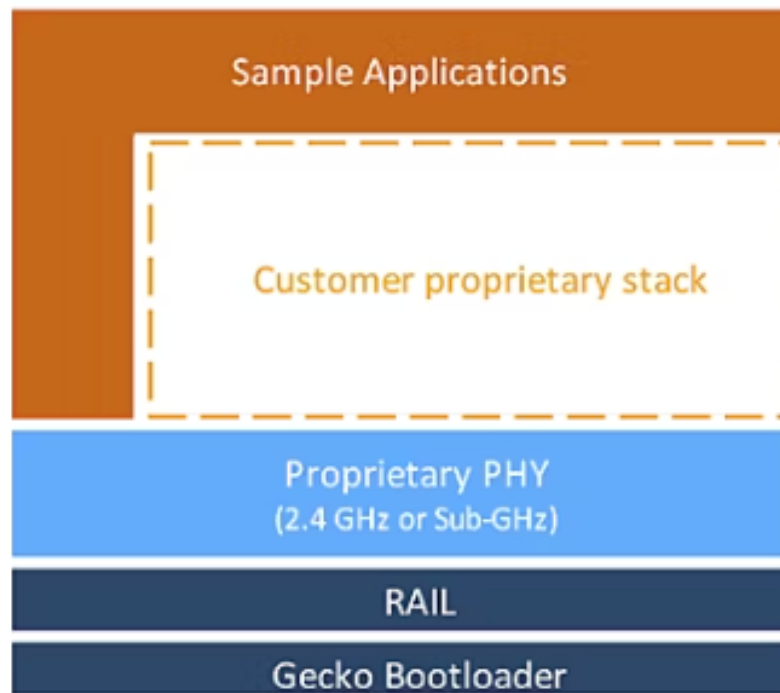 Sample Applications
Customer proprietary stack
Proprietary PHY
(2.4 GHz or Sub-GHz)
RAIL
Gecko Bootloader